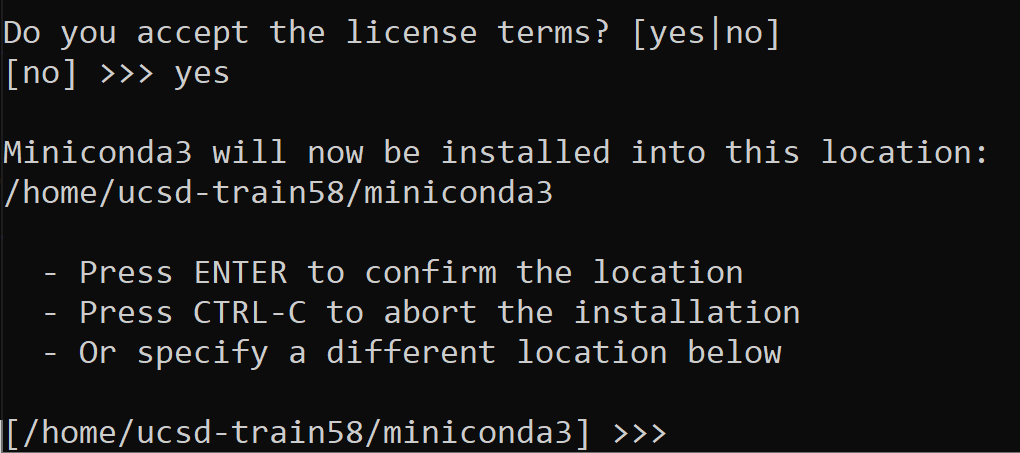 Do you accept the license terms? [yes|no]
[no] >>> yes
Miniconda3 will now be installed into this location:
/home/ucsd-train58/miniconda3
- Press ENTER to confirm the location
- Press CTRL-C to abort the installation
- Or specify a different location below
[/home/ucsd-train58/miniconda3] >>>